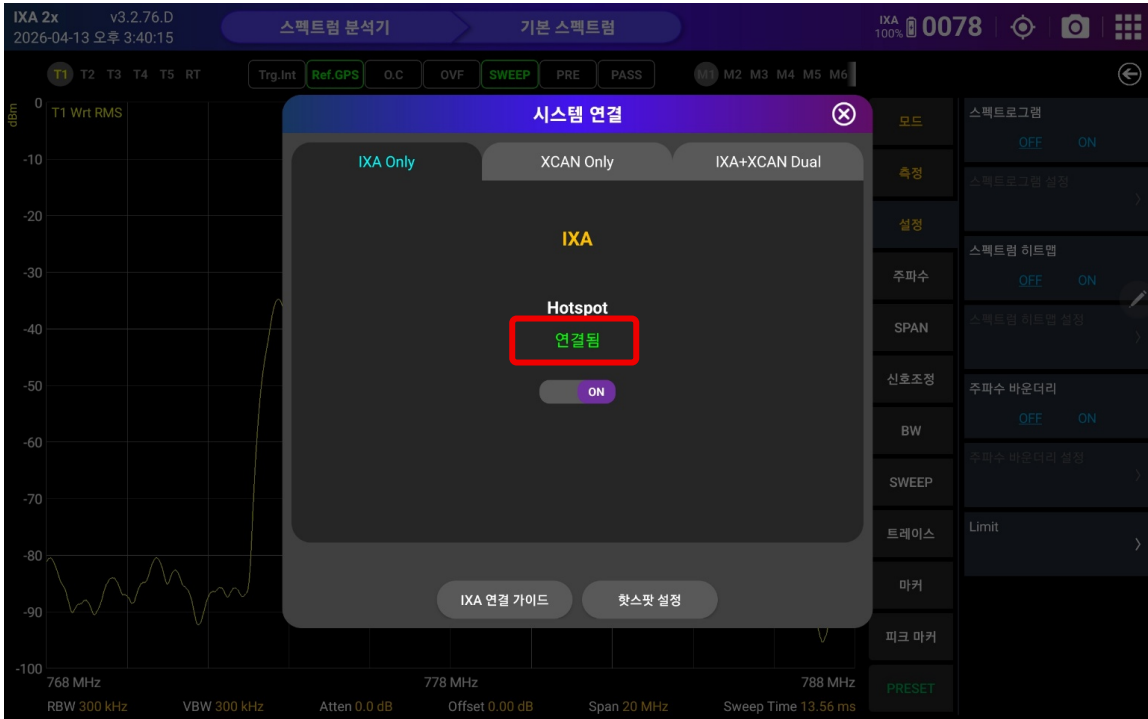 IXA 2x v3.2.76.D
2026-04-13 오후 3:40:15
스펙트럼 분석기
기본 스펙트럼
IXA
100%
0078
T1 T2 T3 T4 T5 RT
Trg.Int Ref.GPS O.C OVF SWEEP PRE PASS
M1 M2 M3 M4 M5 M6
dBm
T1 Wrt RMS
0
-10
-20
-30
-40
-50
-60
-70
-80
-90
-100
시스템 연결
IXA Only
XCAN Only
IXA+XCAN Dual
IXA
Hotspot
연결됨
ON
IXA 연결 가이드
핫스팟 설정
모드
측정
설정
주파수
SPAN
신호조정
BW
SWEEP
트레이스
마커
피크 마커
PRESET
스펙트로그램
OFF ON
스펙트로그램 설정
스펙트럼 히트맵
OFF ON
스펙트럼 히트맵 설정
주파수 바운더리
OFF ON
주파수 바운더리 설정
Limit
768 MHz 778 MHz 788 MHz
RBW 300 kHz VBW 300 kHz Atten 0.0 dB Offset 0.00 dB Span 20 MHz Sweep Time 13.56 ms